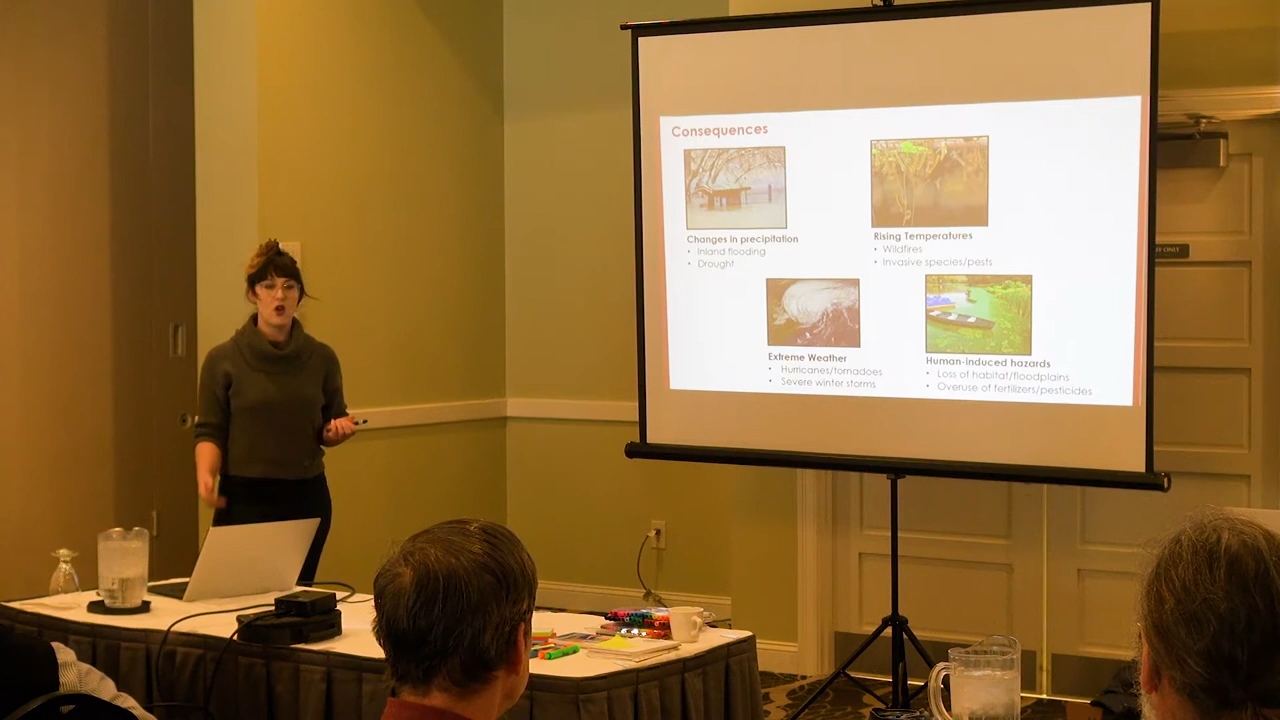 Consequences
Changes in precipitation
• Inland flooding
• Drought
Rising Temperatures
• Wildfires
• Invasive species/pests
Extreme Weather
• Hurricanes/tornadoes
• Severe winter storms
Human-induced hazards
• Loss of habitat/floodplains
• Overuse of fertilizers/pesticides
ONLY